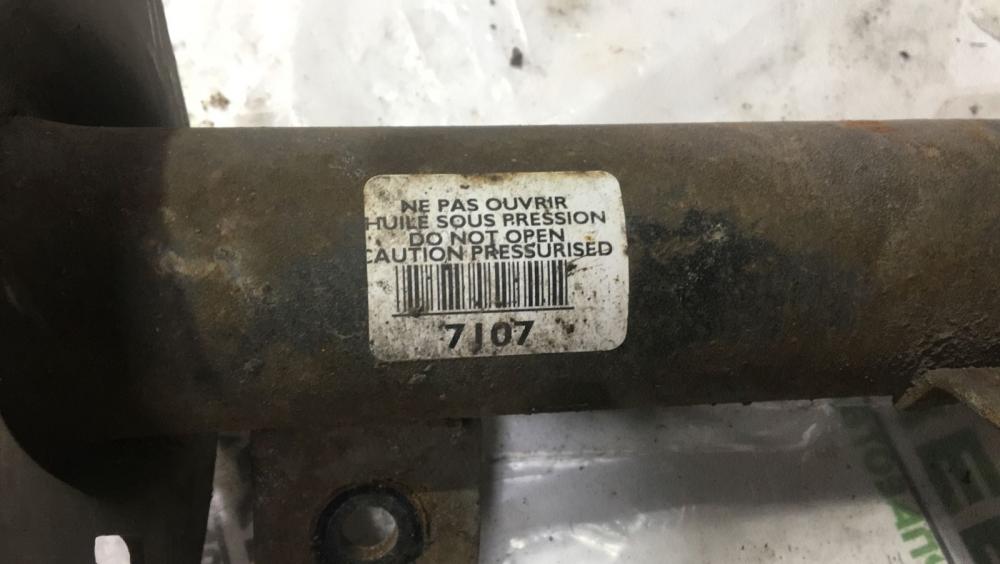 NE PAS OUVRIR
HUILE SOUS PRESSION
DO NOT OPEN
CAUTION PRESSURISED
7107